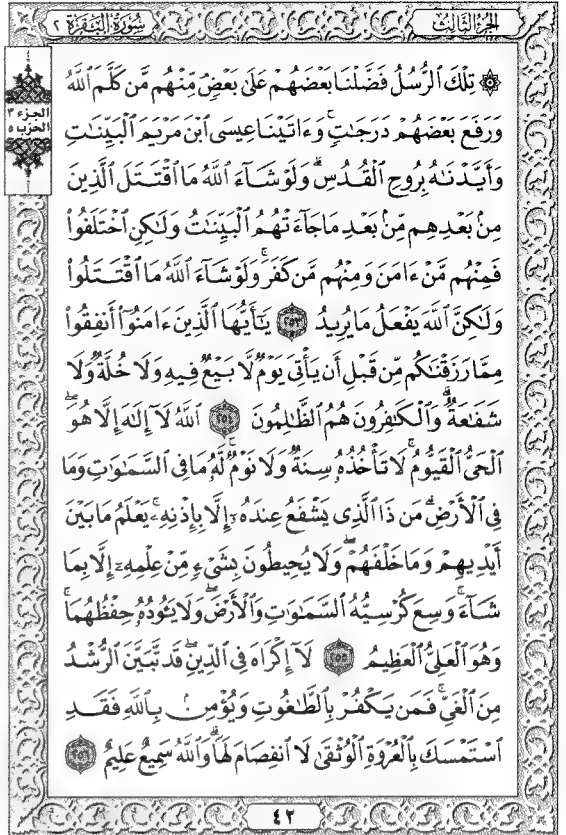 الجزء الثالث
سورة البقرة ٢
الجزء ٣
الحزب ٥
۞ تِلْكَ الرُّسُلُ فَضَّلْنَا بَعْضَهُمْ عَلَىٰ بَعْضٍ مِّنْهُم مَّن كَلَّمَ اللَّهُ
وَرَفَعَ بَعْضَهُمْ دَرَجَاتٍ ۚ وَءَاتَيْنَا عِيسَى ابْنَ مَرْيَمَ الْبَيِّنَاتِ
وَأَيَّدْنَاهُ بِرُوحِ الْقُدُسِ ۗ وَلَوْ شَاءَ اللَّهُ مَا اقْتَتَلَ الَّذِينَ
مِنْ بَعْدِهِم مِّنْ بَعْدِ مَا جَاءَتْهُمُ الْبَيِّنَاتُ وَلَٰكِنِ اخْتَلَفُوا
فَمِنْهُم مَّنْ ءَامَنَ وَمِنْهُم مَّن كَفَرَ ۚ وَلَوْ شَاءَ اللَّهُ مَا اقْتَتَلُوا
وَلَٰكِنَّ اللَّهَ يَفْعَلُ مَا يُرِيدُ ٢٥٣ يَٰأَيُّهَا الَّذِينَ ءَامَنُوا أَنفِقُوا
مِمَّا رَزَقْنَاكُم مِّن قَبْلِ أَن يَأْتِيَ يَوْمٌ لَّا بَيْعٌ فِيهِ وَلَا خُلَّةٌ وَلَا
شَفَاعَةٌ ۗ وَالْكَافِرُونَ هُمُ الظَّالِمُونَ ٢٥٤ اللَّهُ لَا إِلَٰهَ إِلَّا هُوَ
الْحَيُّ الْقَيُّومُ ۚ لَا تَأْخُذُهُ سِنَةٌ وَلَا نَوْمٌ ۚ لَّهُ مَا فِي السَّمَاوَاتِ وَمَا
فِي الْأَرْضِ ۗ مَن ذَا الَّذِي يَشْفَعُ عِندَهُ إِلَّا بِإِذْنِهِ ۚ يَعْلَمُ مَا بَيْنَ
أَيْدِيهِمْ وَمَا خَلْفَهُمْ ۖ وَلَا يُحِيطُونَ بِشَيْءٍ مِّنْ عِلْمِهِ إِلَّا بِمَا
شَاءَ ۚ وَسِعَ كُرْسِيُّهُ السَّمَاوَاتِ وَالْأَرْضَ ۖ وَلَا يَئُودُهُ حِفْظُهُمَا ۚ
وَهُوَ الْعَلِيُّ الْعَظِيمُ ٢٥٥ لَا إِكْرَاهَ فِي الدِّينِ ۖ قَد تَّبَيَّنَ الرُّشْدُ
مِنَ الْغَيِّ ۚ فَمَن يَكْفُرْ بِالطَّاغُوتِ وَيُؤْمِنْ بِاللَّهِ فَقَدِ
اسْتَمْسَكَ بِالْعُرْوَةِ الْوُثْقَىٰ لَا انفِصَامَ لَهَا ۗ وَاللَّهُ سَمِيعٌ عَلِيمٌ ٢٥٦
٤٢